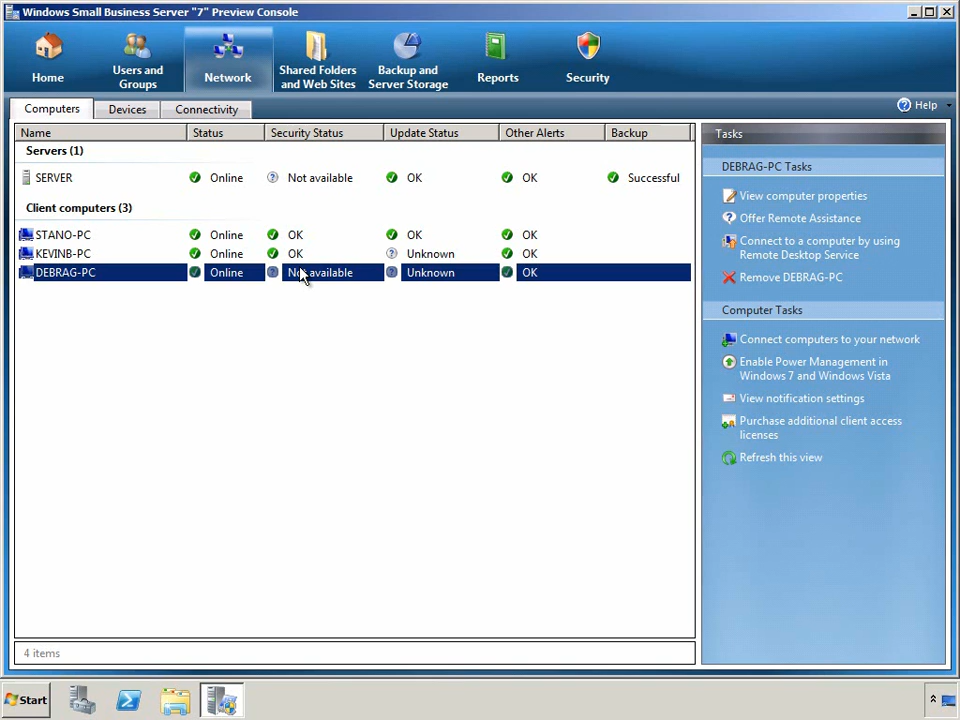 Windows Small Business Server "7" Preview Console
Home
Users and Groups
Network
Shared Folders and Web Sites
Backup and Server Storage
Reports
Security
Computers
Devices
Connectivity
Help
Name Status Security Status Update Status Other Alerts Backup
Servers (1)
SERVER Online Not available OK OK Successful
Client computers (3)
STANO-PC Online OK OK OK
KEVINB-PC Online OK Unknown OK
DEBRAG-PC Online Not available Unknown OK
4 items
Tasks
DEBRAG-PC Tasks
View computer properties
Offer Remote Assistance
Connect to a computer by using
Remote Desktop Service
Remove DEBRAG-PC
Computer Tasks
Connect computers to your network
Enable Power Management in
Windows 7 and Windows Vista
View notification settings
Purchase additional client access
licenses
Refresh this view
Start